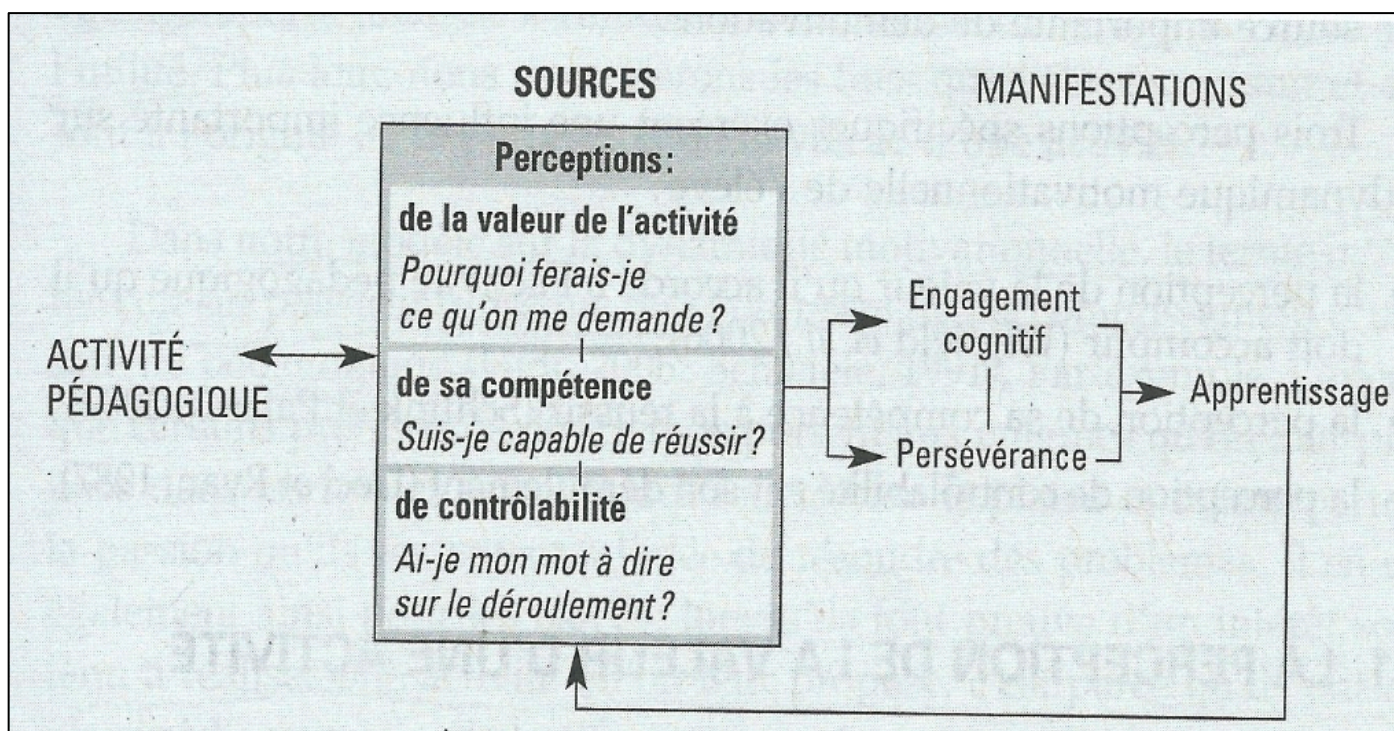 SOURCES
MANIFESTATIONS
Perceptions:
de la valeur de l'activité
Pourquoi ferais-je
ce qu'on me demande?
de sa compétence
Suis-je capable de réussir?
de contrôlabilité
Ai-je mon mot à dire
sur le déroulement?
ACTIVITÉ
PÉDAGOGIQUE
Engagement
cognitif
Persévérance
Apprentissage